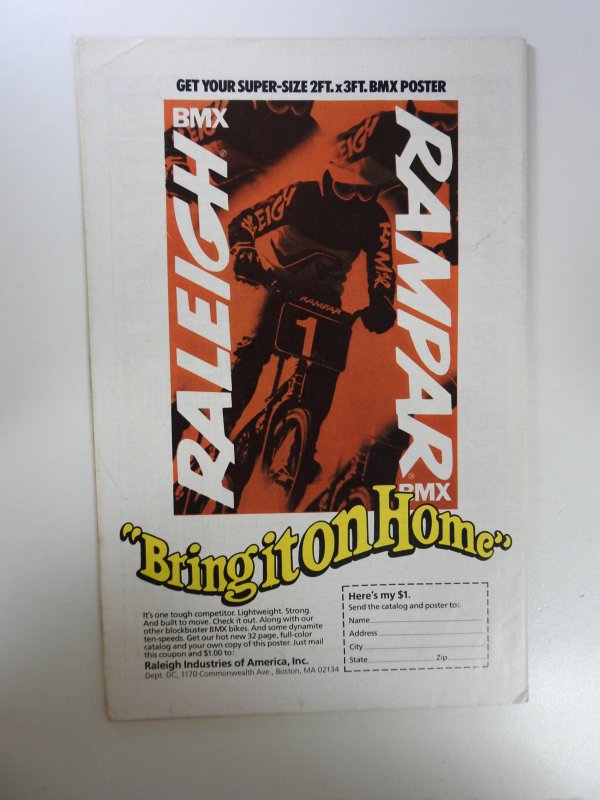 GET YOUR SUPER-SIZE 2FT. x 3FT. BMX POSTER
BMX
RALEIGH
RAMPAR
BMX
RALEIGH
RAMPAR
1
"Bring it on Home"
It's one tough competitor. Lightweight. Strong.
And built to move. Check it out. Along with our
other blockbuster BMX bikes. And some dynamite
ten-speeds. Get our hot new 32 page, full-color
catalog and your own copy of this poster. Just mail
this coupon and $1.00 to:
Raleigh Industries of America, Inc.
Dept. DC, 1170 Commonwealth Ave., Boston, MA 02134
Here's my $1.
Send the catalog and poster to:
Name
Address
City
State Zip